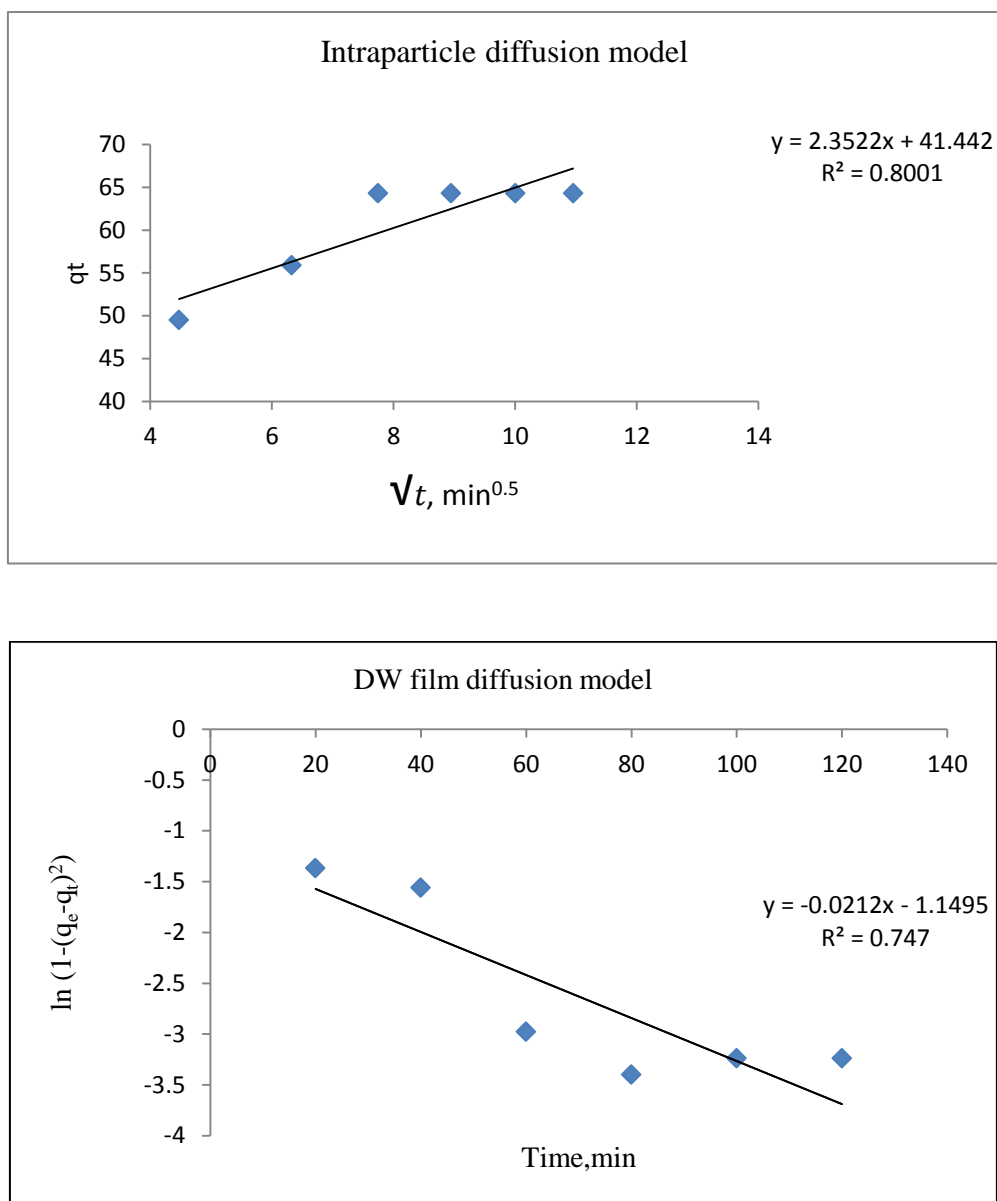 Intraparticle diffusion model
y = 2.3522x + 41.442
R² = 0.8001
70
65
60
55
50
45
40
qt
4 6 8 10 12 14
√t, min^0.5
DW film diffusion model
0
-0.5
-1
-1.5
-2
-2.5
-3
-3.5
-4
0 20 40 60 80 100 120 140
ln (1-(qₑ-qₜ)²)
y = -0.0212x - 1.1495
R² = 0.747
Time,min